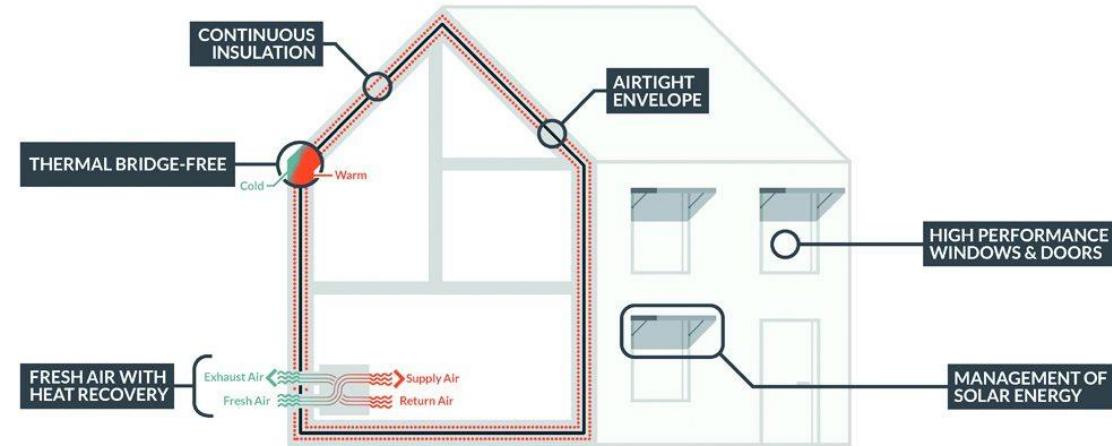 CONTINUOUS
INSULATION
AIRTIGHT
ENVELOPE
THERMAL BRIDGE-FREE
Cold
Warm
HIGH PERFORMANCE
WINDOWS & DOORS
FRESH AIR WITH
HEAT RECOVERY
Exhaust Air
Supply Air
Fresh Air
Return Air
MANAGEMENT OF
SOLAR ENERGY